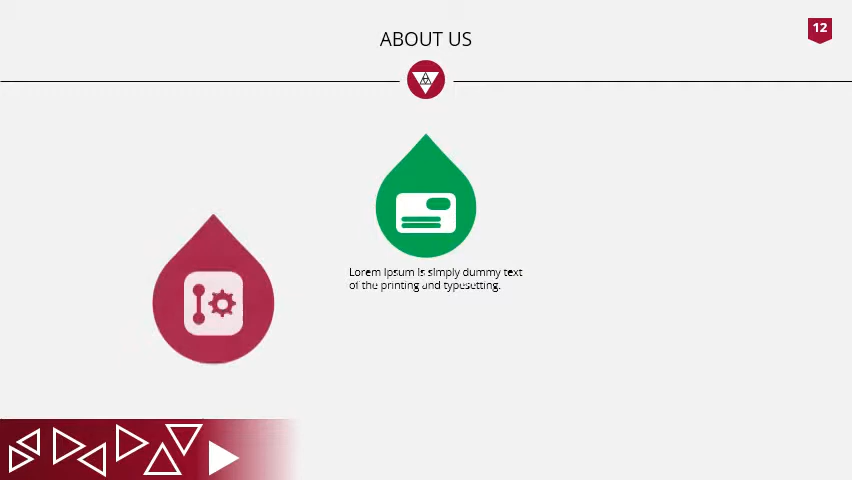 ABOUT US
12
Lorem Ipsum is simply dummy text
of the printing and typesetting.